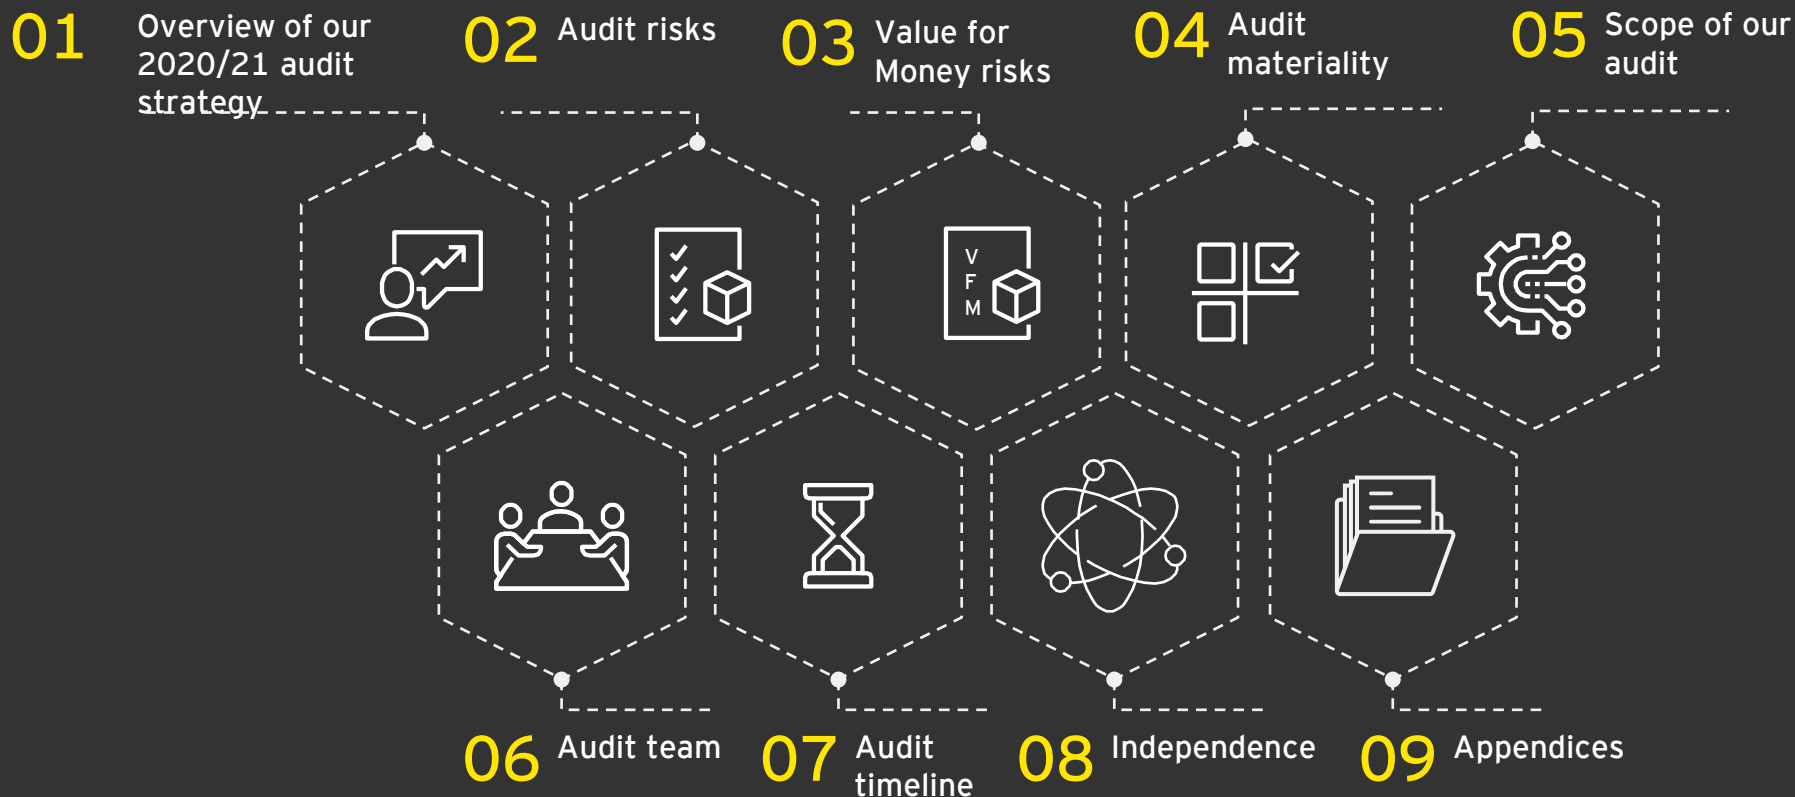 01 Overview of our
2020/21 audit
strategy
02 Audit risks
03 Value for
Money risks
04 Audit
materiality
05 Scope of our
audit
V
F
M
06 Audit team
07 Audit
timeline
08 Independence
09 Appendices